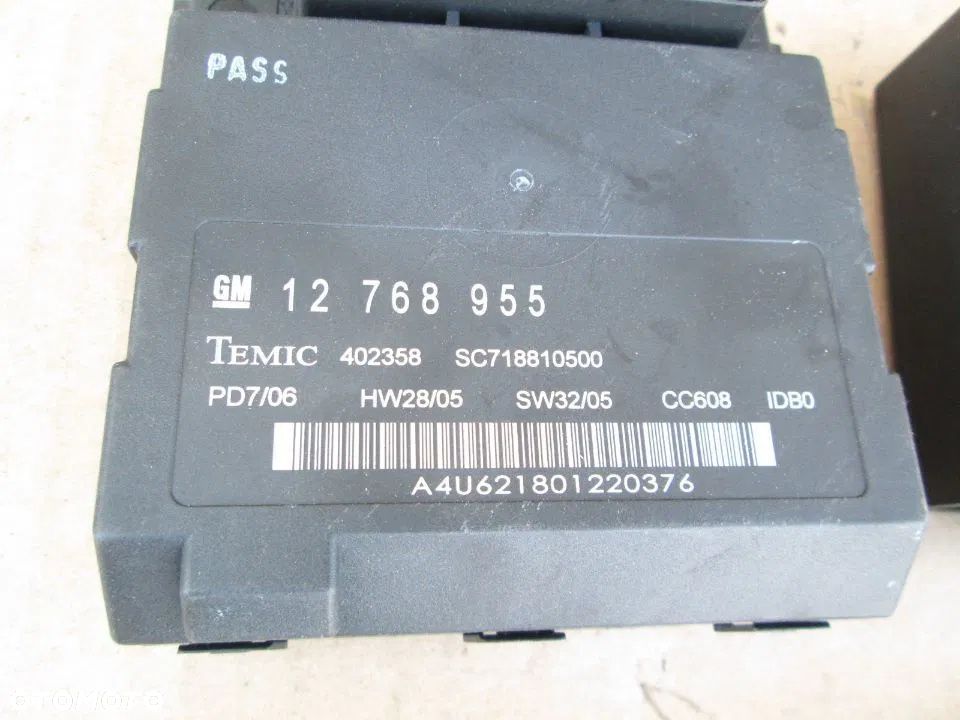 PASS
GM 12 768 955
TEMIC 402358 SC718810500
PD7/06 HW28/05 SW32/05 CC608 IDB0
A4U621801220376